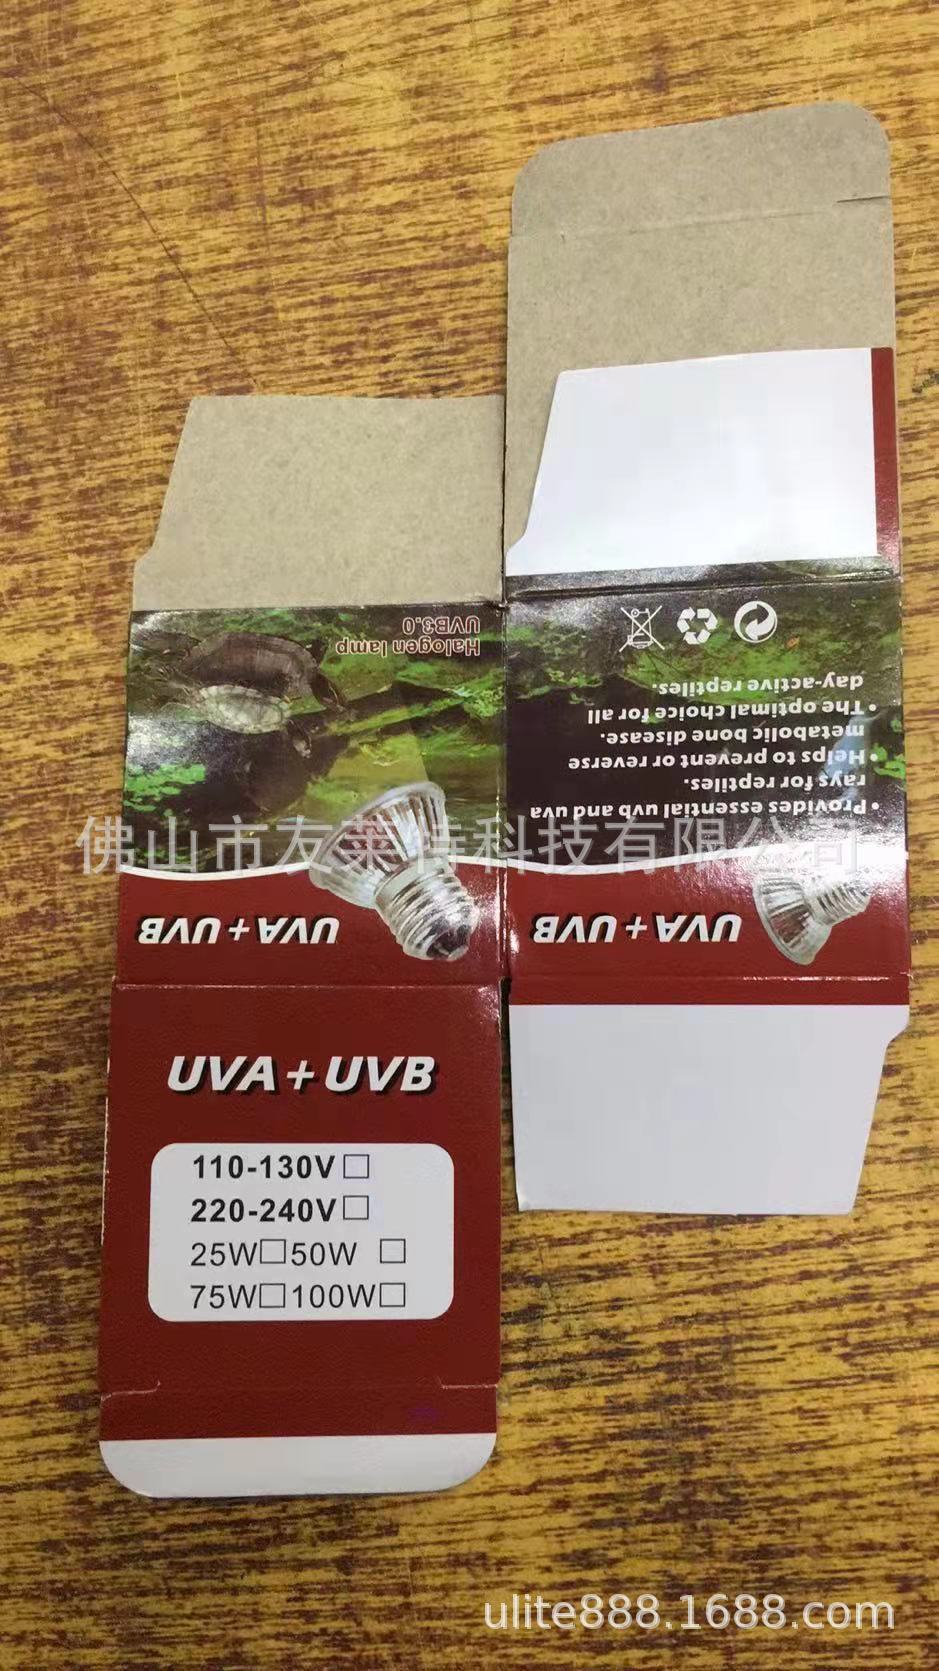 Halogen lamp
UVB3.0
• Provides essential uvb and uva
rays for reptiles.
• Helps to prevent or reverse
metabolic bone disease.
• The optimal choice for all
day-active reptiles.
佛山市友莱特科技有限公司
UVA+UVB
UVA+UVB
UVA+UVB
110-130V□
220-240V□
25W□50W □
75W□100W□
ulite888.1688.com